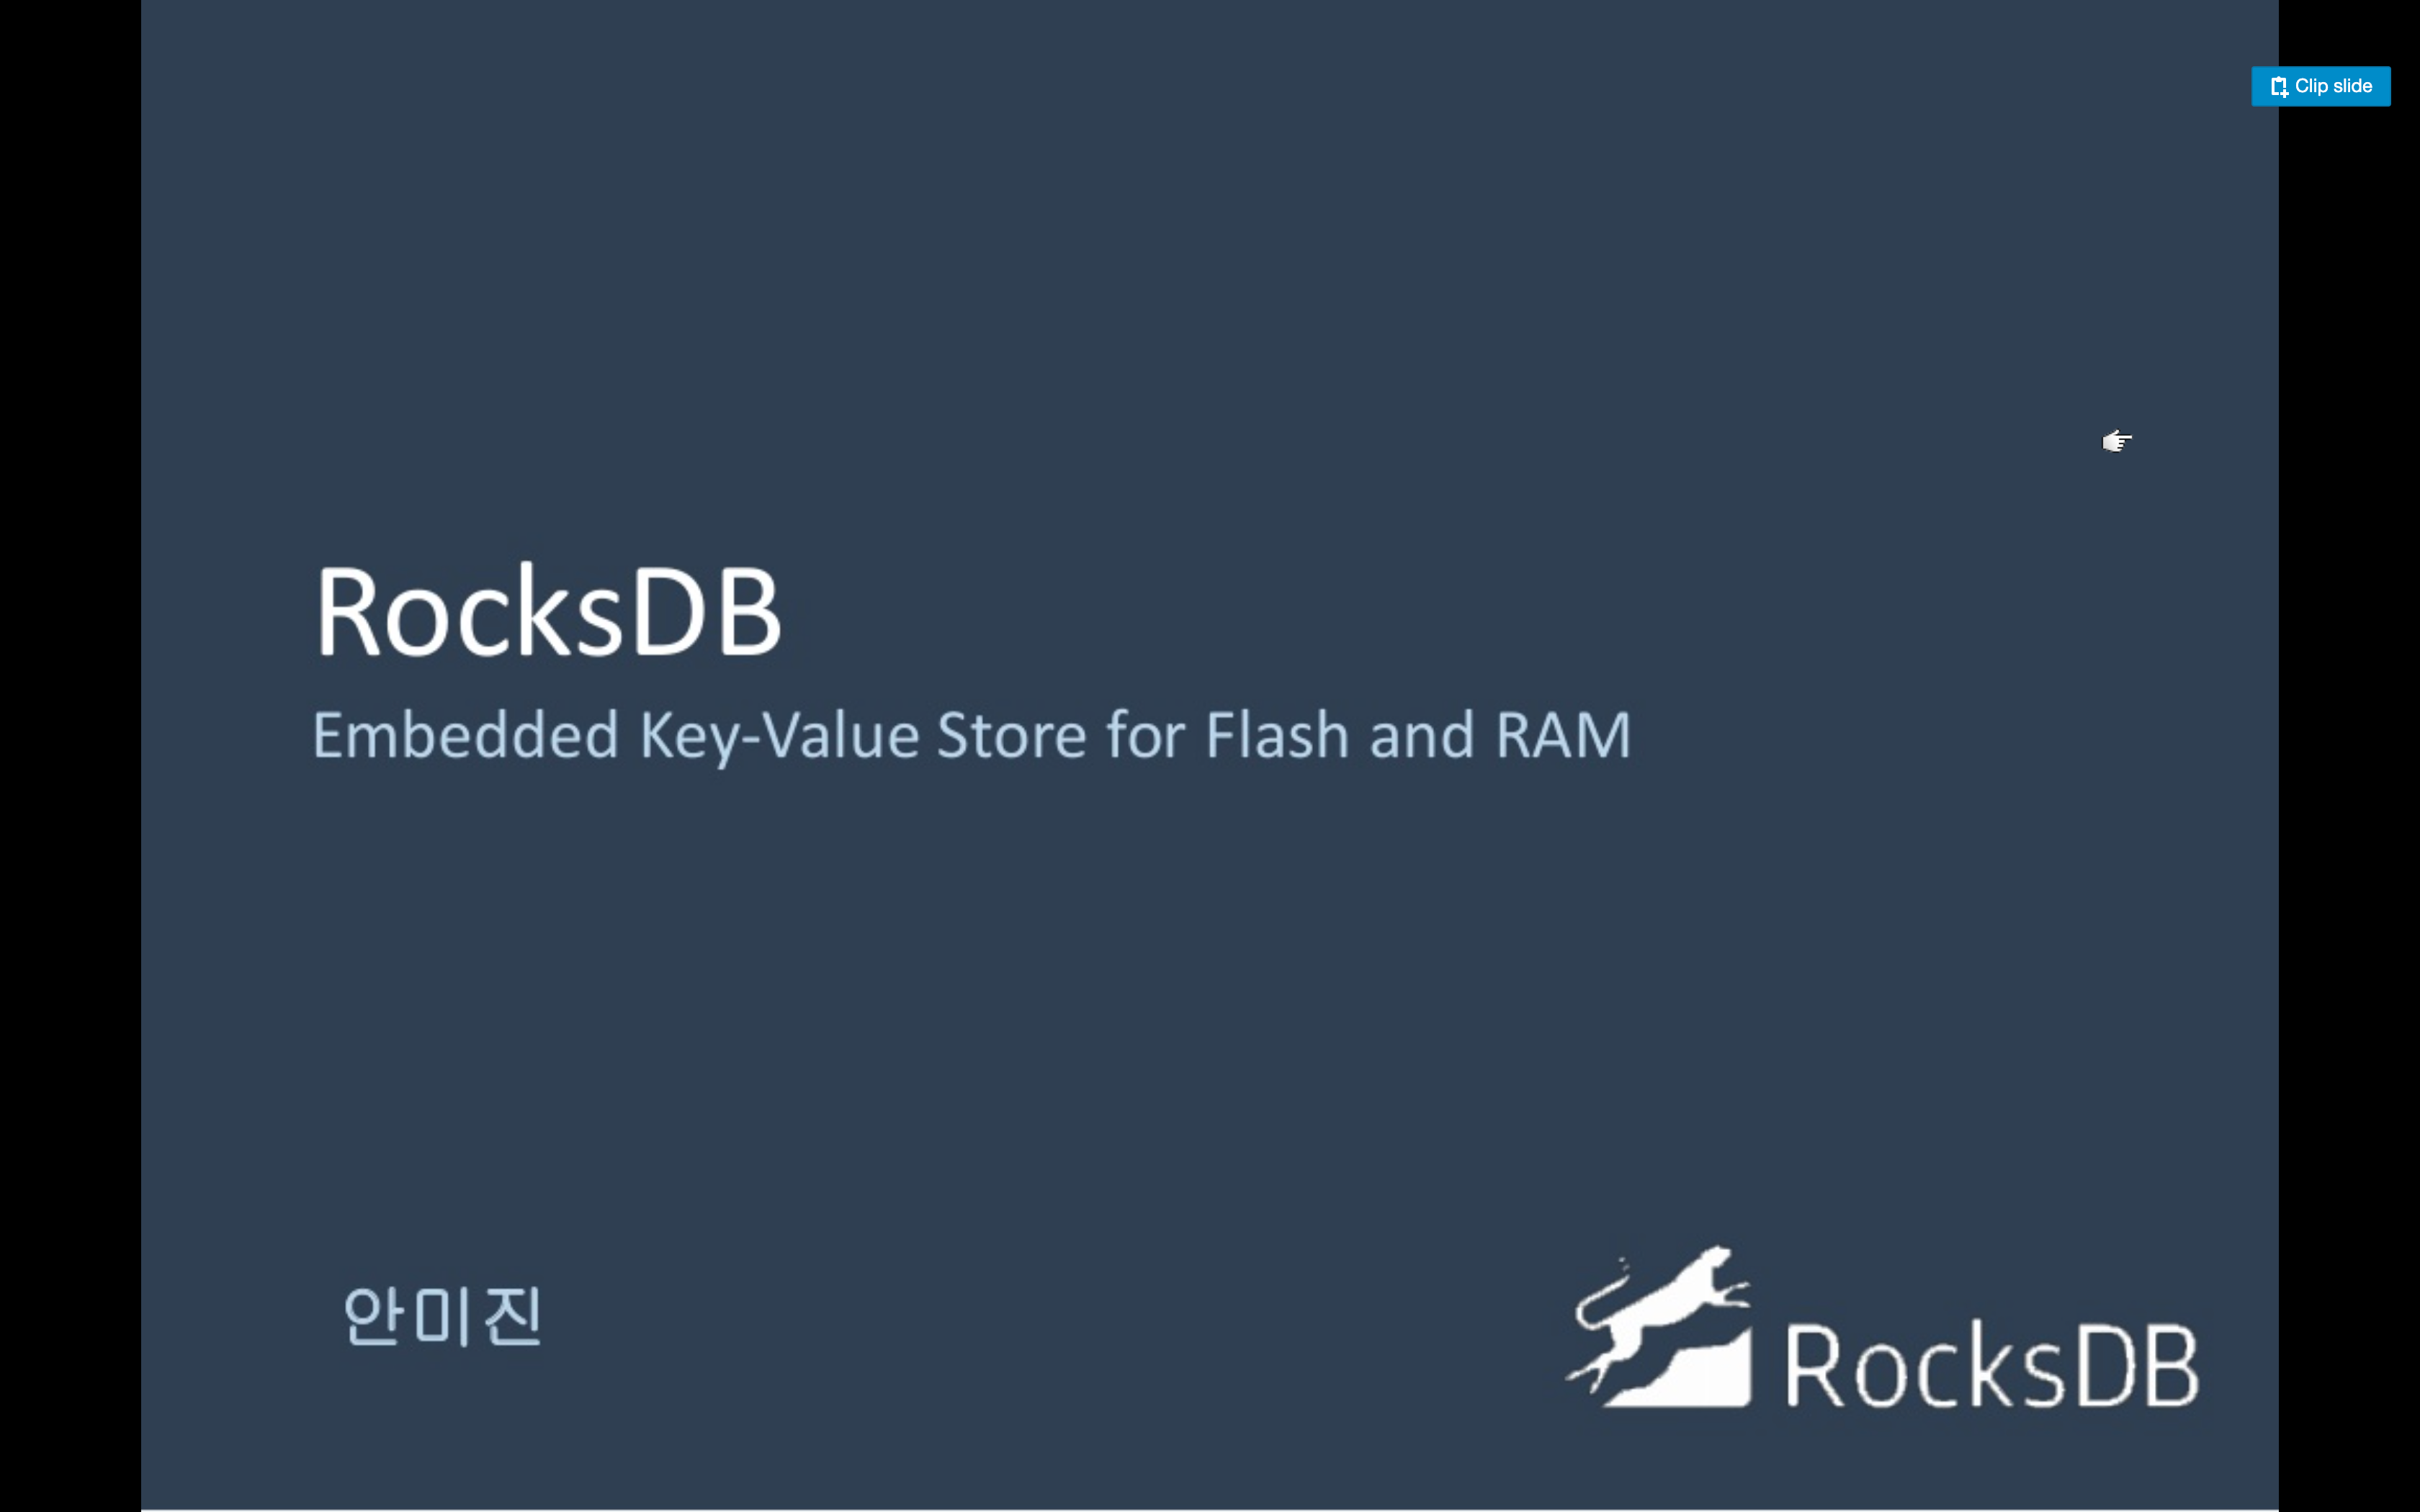 Clip slide
RocksDB
Embedded Key-Value Store for Flash and RAM
안미진
RocksDB